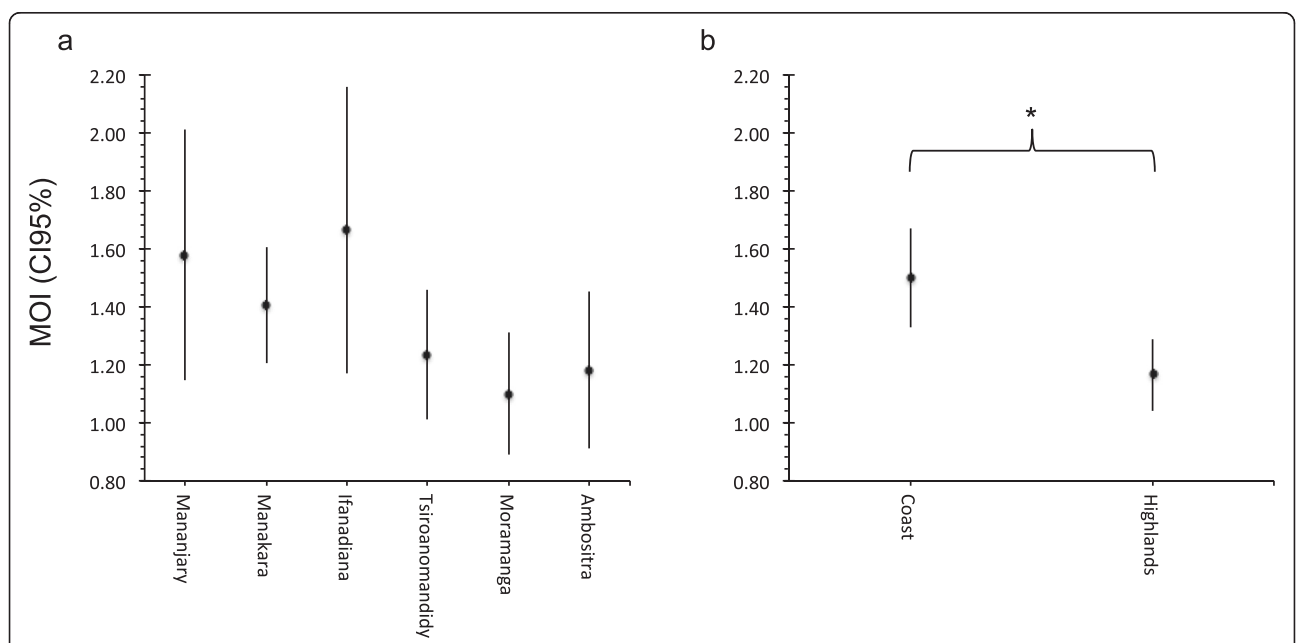 a
MOI (CI95%)
2.20
2.00
1.80
1.60
1.40
1.20
1.00
0.80
Mananjary
Manakara
Ifanadiana
Tsiroanomandidy
Moramanga
Ambositra
b
2.20
2.00
1.80
1.60
1.40
1.20
1.00
0.80
*
Coast
Highlands